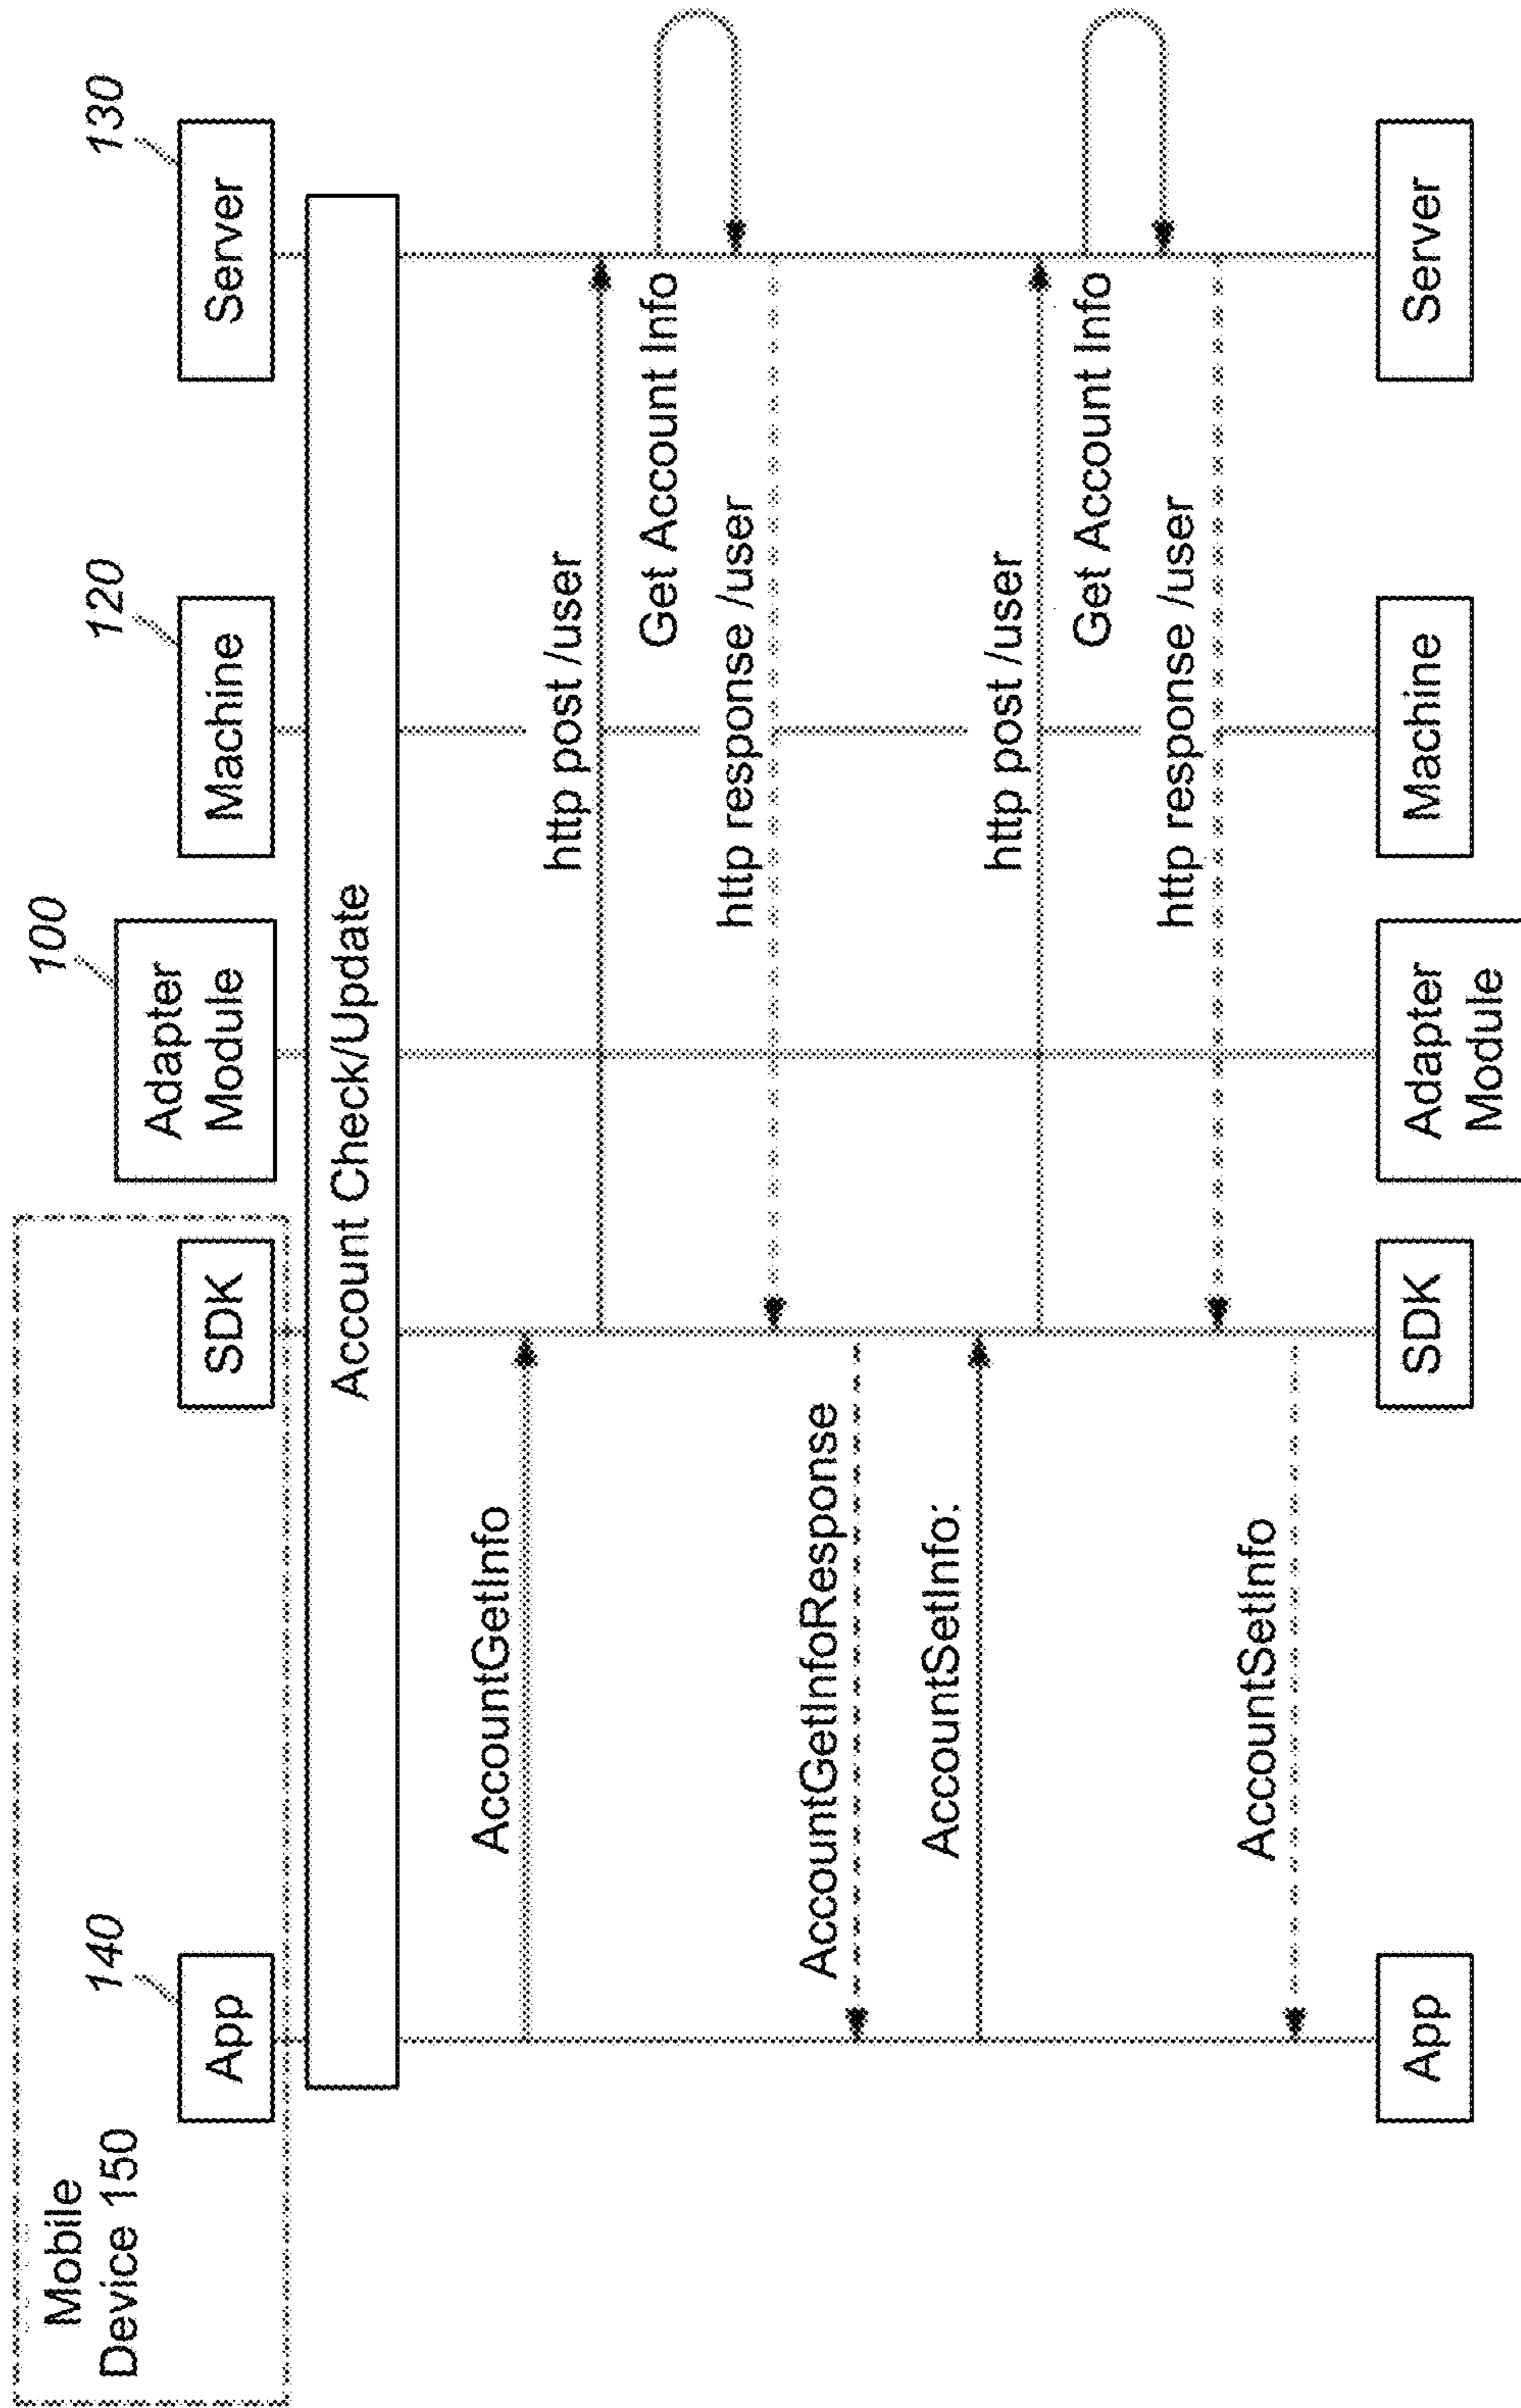 Mobile
Device 150
140
App
SDK
100
Adapter
Module
120
Machine
130
Server
Account Check/Update
AccountGetInfo
http post /user
Get Account Info
http response /user
AccountGetInfoResponse
AccountSetInfo:
http post /user
Get Account Info
http response /user
AccountSetInfo
App
SDK
Adapter
Module
Machine
Server